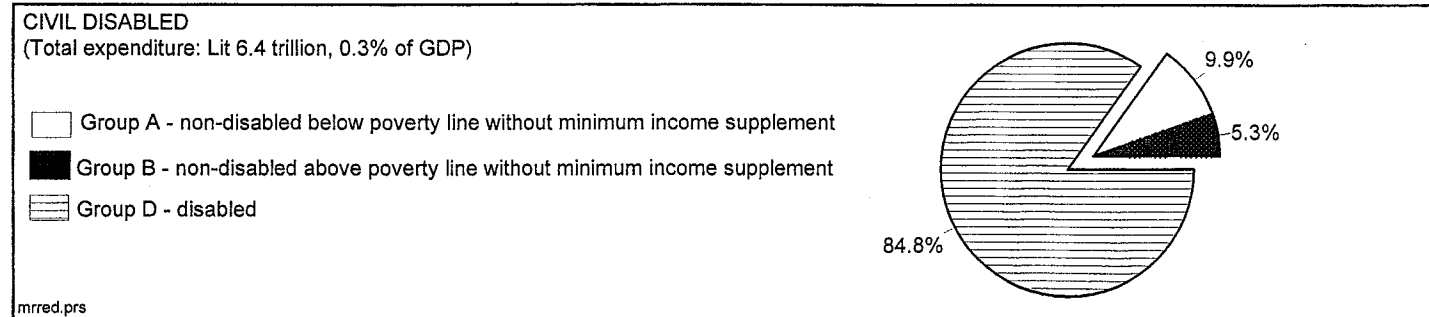 CIVIL DISABLED
(Total expenditure: Lit 6.4 trillion, 0.3% of GDP)
Group A - non-disabled below poverty line without minimum income supplement
Group B - non-disabled above poverty line without minimum income supplement
Group D - disabled
9.9%
5.3%
84.8%
mrred.prs